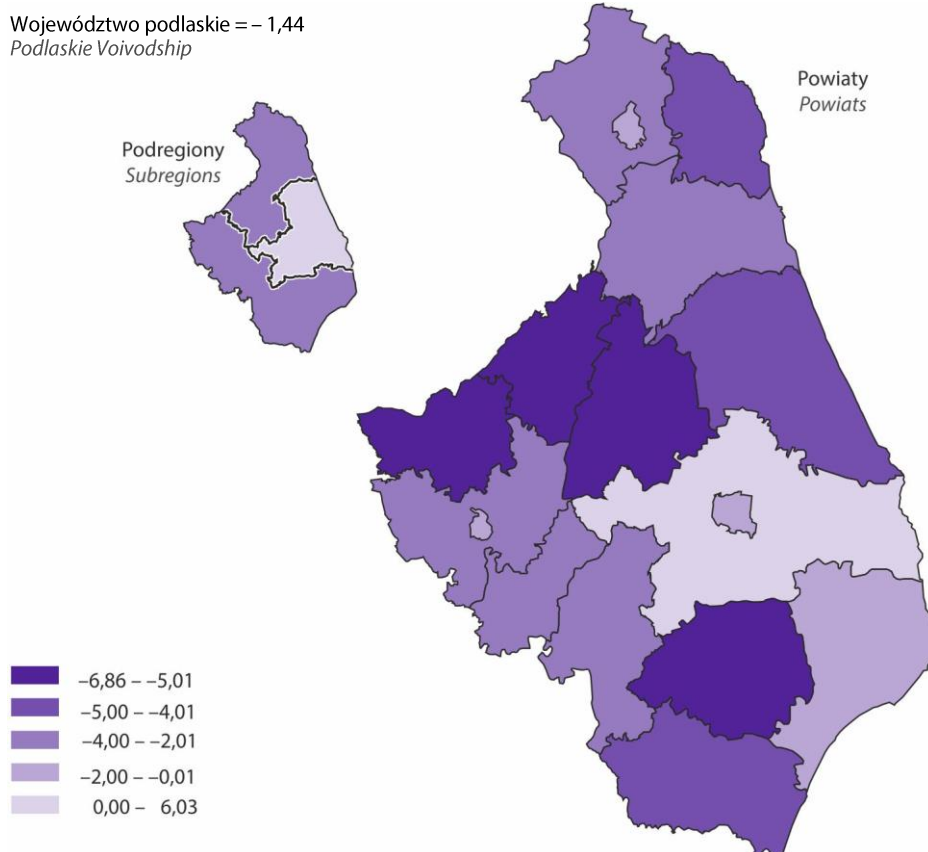 Województwo podlaskie = – 1,44
Podlaskie Voivodship
Powiaty
Powiats
Podregiony
Subregions
–6,86 – –5,01
–5,00 – –4,01
–4,00 – –2,01
–2,00 – –0,01
0,00 – 6,03